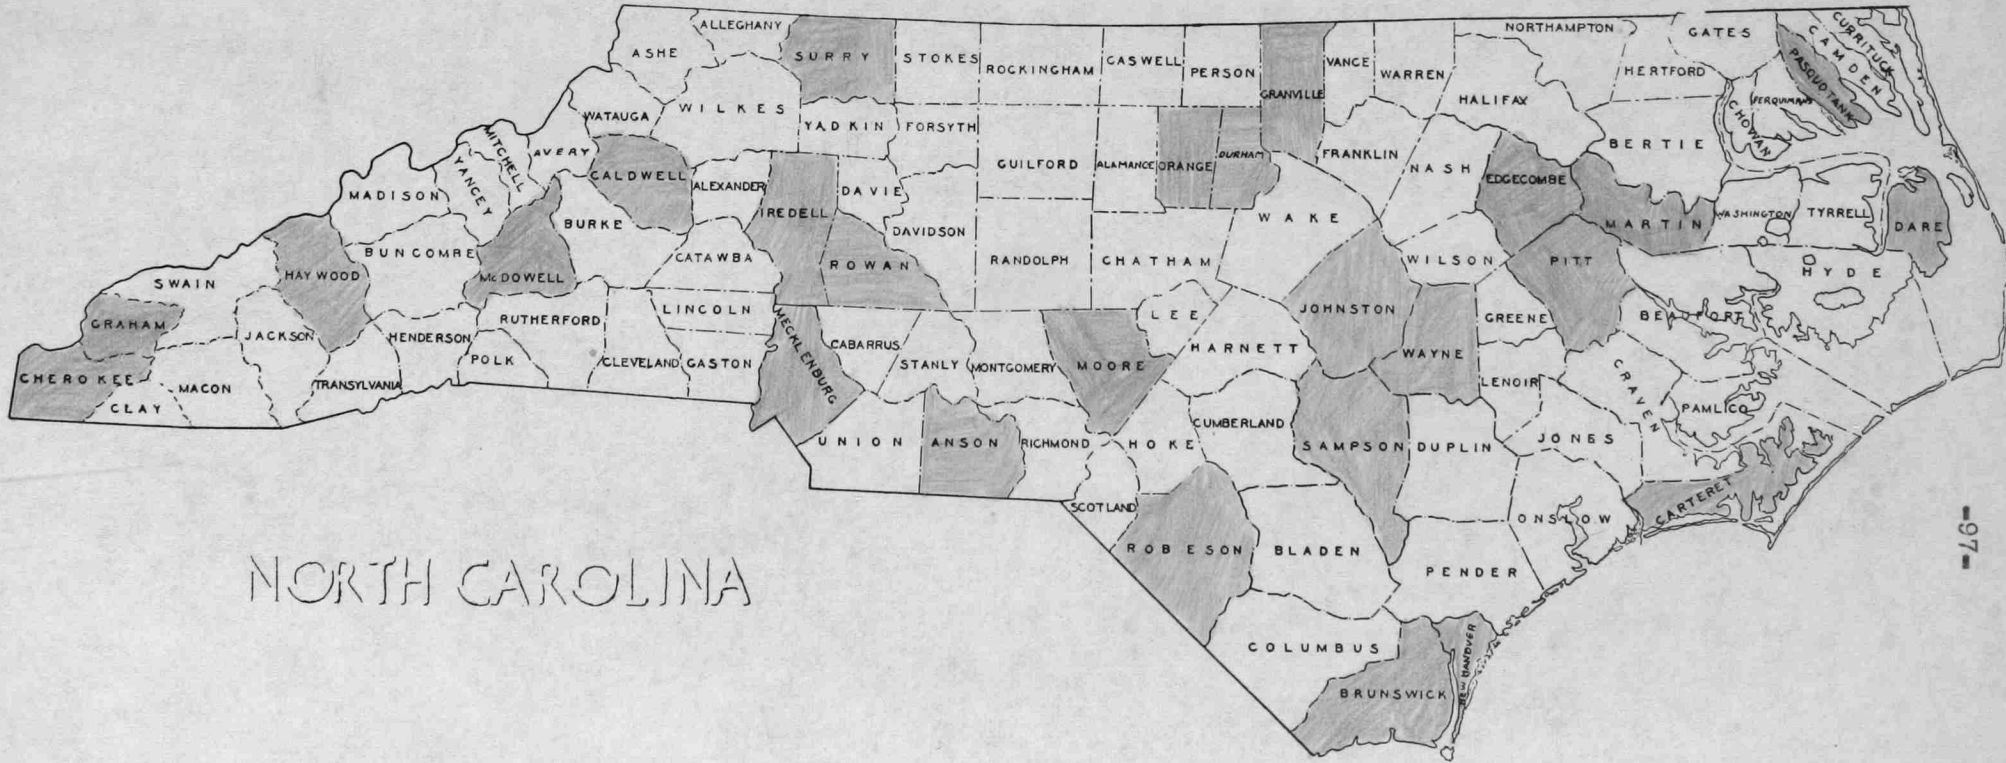 ALLEGHANY
ASHE
SURRY
STOKES
ROCKINGHAM
CASWELL
PERSON
GRANVILLE
VANCE
WARREN
NORTHAMPTON
GATES
HERTFORD
HALIFAX
CURRITUCK
CAMDEN
PASQUOTANK
PERQUIMANS
CHOWAN
BERTIE
WATAUGA
WILKES
YADKIN
FORSYTH
GUILFORD
ALAMANCE
ORANGE
DURHAM
FRANKLIN
NASH
EDGECOMBE
MARTIN
WASHINGTON
TYRRELL
DARE
MITCHELL
AVERY
YANCEY
MADISON
CALDWELL
ALEXANDER
IREDELL
DAVIE
DAVIDSON
RANDOLPH
CHATHAM
WAKE
WILSON
PITT
HYDE
BURKE
BUNCOMBE
McDOWELL
CATAWBA
ROWAN
HAYWOOD
SWAIN
GRAHAM
JACKSON
HENDERSON
RUTHERFORD
LINCOLN
MECKLENBURG
CABARRUS
STANLY
MONTGOMERY
MOORE
LEE
HARNETT
JOHNSTON
WAYNE
GREENE
BEAUFORT
CHEROKEE
CLAY
MACON
TRANSYLVANIA
POLK
CLEVELAND
GASTON
UNION
ANSON
RICHMOND
HOKE
CUMBERLAND
SAMPSON
DUPLIN
LENOIR
JONES
CRAVEN
PAMLICO
SCOTLAND
ROBESON
BLADEN
PENDER
ONSLOW
CARTERET
COLUMBUS
BRUNSWICK
NEW HANOVER
NORTH CAROLINA
-97-